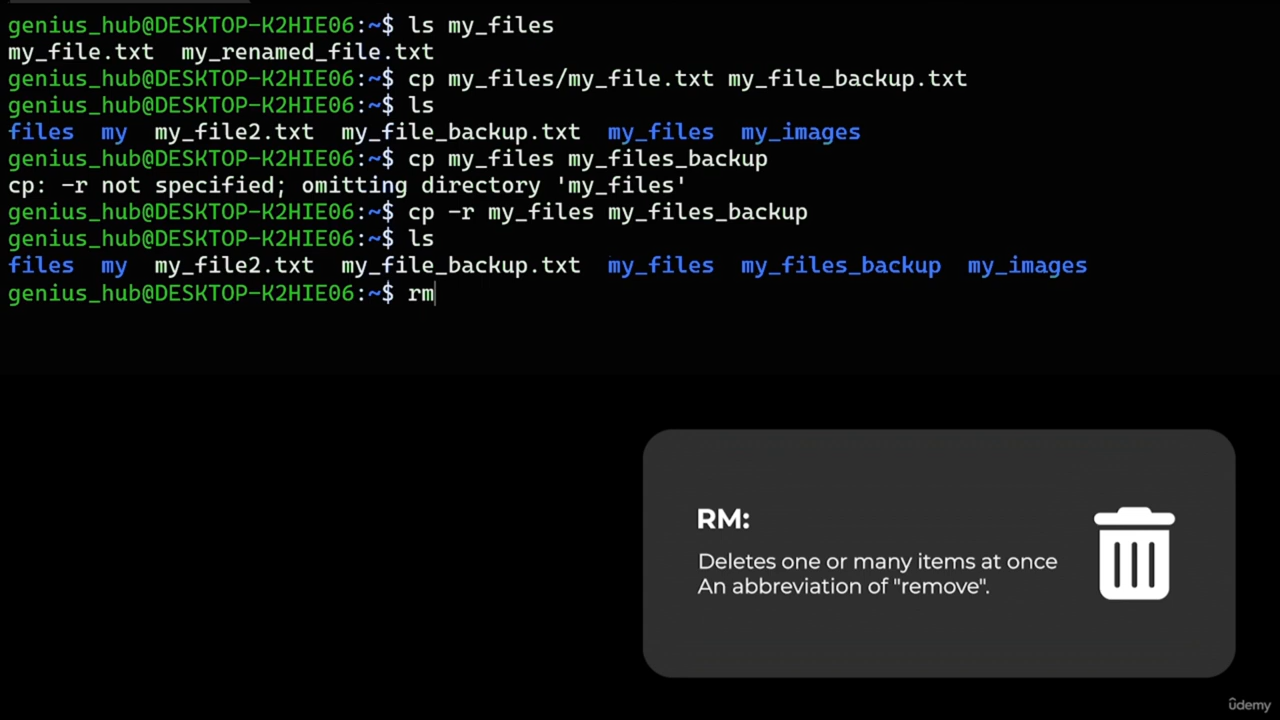 genius_hub@DESKTOP-K2HIE06:~$ ls my_files
my_file.txt  my_renamed_file.txt
genius_hub@DESKTOP-K2HIE06:~$ cp my_files/my_file.txt my_file_backup.txt
genius_hub@DESKTOP-K2HIE06:~$ ls
files  my  my_file2.txt  my_file_backup.txt  my_files  my_images
genius_hub@DESKTOP-K2HIE06:~$ cp my_files my_files_backup
cp: -r not specified; omitting directory 'my_files'
genius_hub@DESKTOP-K2HIE06:~$ cp -r my_files my_files_backup
genius_hub@DESKTOP-K2HIE06:~$ ls
files  my  my_file2.txt  my_file_backup.txt  my_files  my_files_backup  my_images
genius_hub@DESKTOP-K2HIE06:~$ rm
RM:
Deletes one or many items at once
An abbreviation of "remove".
ûdemy